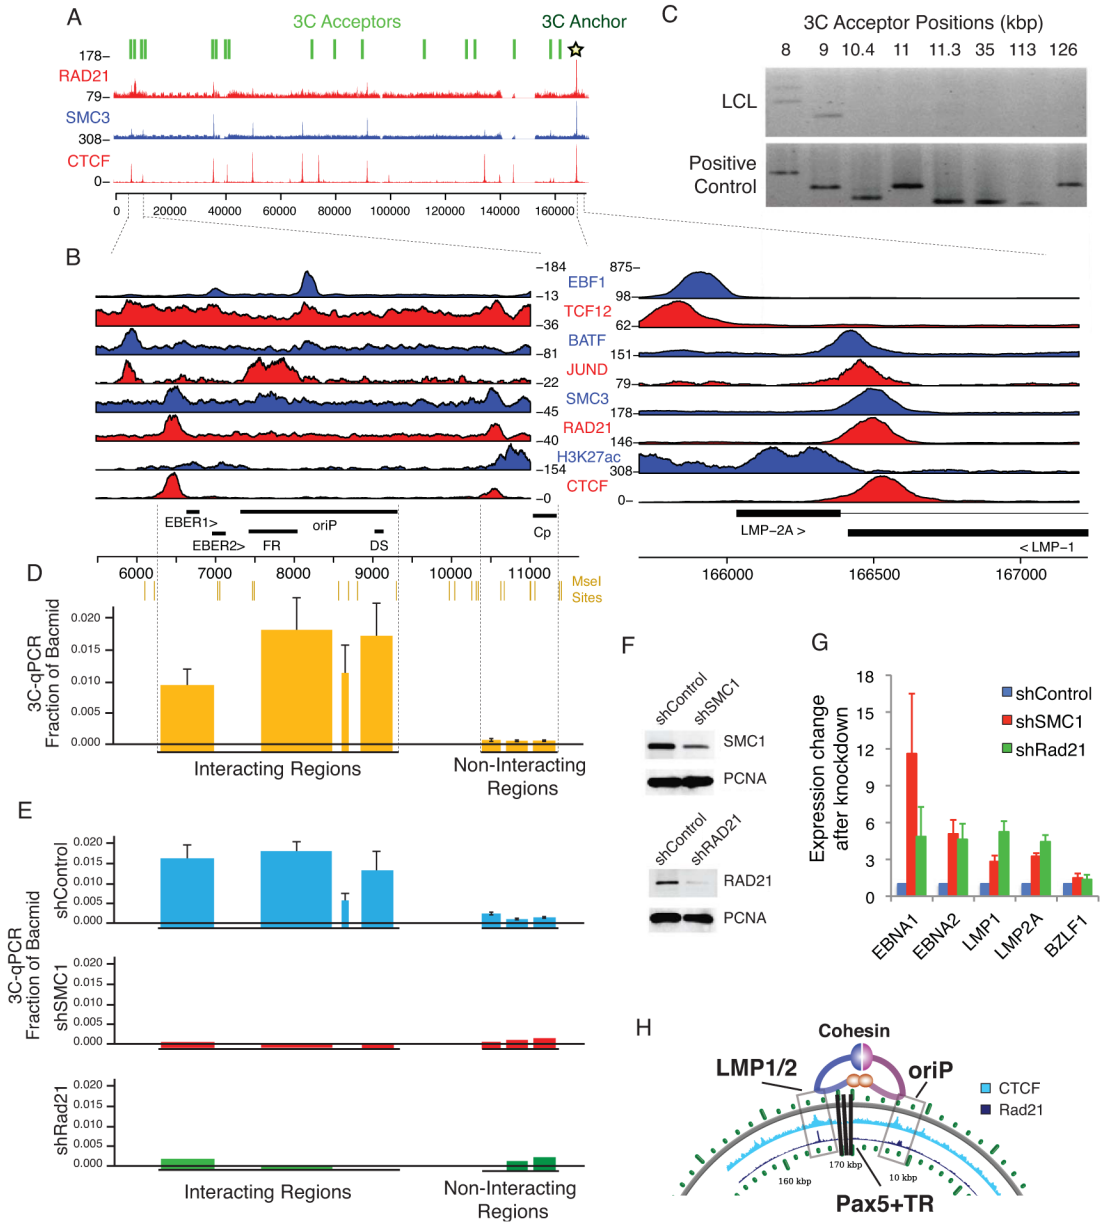 A
3C Acceptors
3C Anchor
178–
RAD21
79–
SMC3
308–
CTCF
0–
0 20000 40000 60000 80000 100000 120000 140000 160000
C
3C Acceptor Positions (kbp)
8 9 10.4 11 11.3 35 113 126
LCL
Positive
Control
B
–184
–13
–36
–81
–22
–45
–40
–154
–0
EBF1
TCF12
BATF
JUND
SMC3
RAD21
H3K27ac
CTCF
875–
98–
62–
151–
79–
178–
146–
308–
0–
EBER1>
EBER2>
oriP
FR
DS
Cp
LMP-2A >
< LMP-1
6000 7000 8000 9000 10000 11000
166000 166500 167000
MseI
Sites
D
3C-qPCR
Fraction of Bacmid
0.020
0.015
0.010
0.005
0.000
Interacting Regions
Non-Interacting
Regions
E
3C-qPCR
Fraction of Bacmid
shControl
0.020
0.015
0.010
0.005
0.000
shSMC1
0.020
0.015
0.010
0.005
0.000
shRad21
0.020
0.015
0.010
0.005
0.000
Interacting Regions
Non-Interacting
Regions
F
shControl
shSMC1
SMC1
PCNA
shControl
shRAD21
RAD21
PCNA
G
Expression change
after knockdown
18
15
12
9
6
3
0
shControl
shSMC1
shRad21
EBNA1
EBNA2
LMP1
LMP2A
BZLF1
H
Cohesin
LMP1/2
oriP
CTCF
Rad21
160 kbp
170 kbp
10 kbp
Pax5+TR